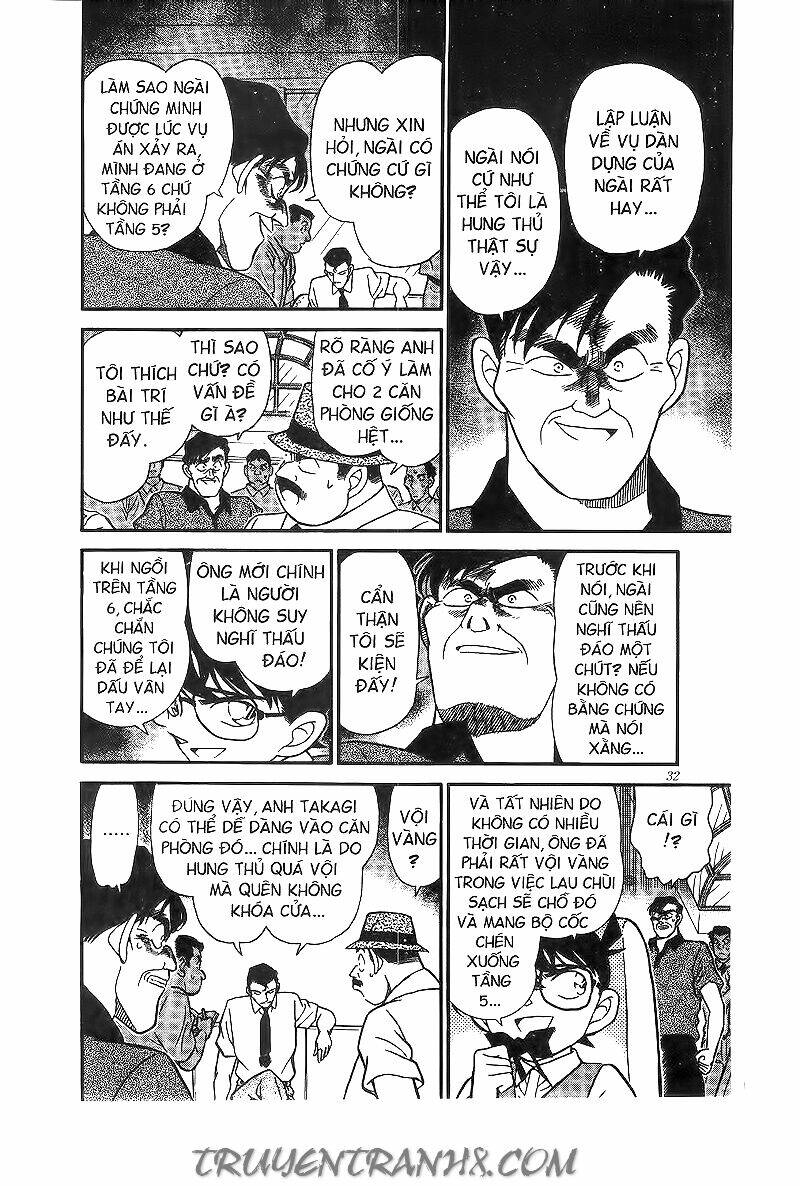 LẬP LUẬN
VỀ VỤ DÀN
DỰNG CỦA
NGÀI RẤT
HAY...
NGÀI NÓI
CỨ NHƯ
THỂ TÔI LÀ
HUNG THỦ
THẬT SỰ
VẬY...
NHƯNG XIN
HỎI, NGÀI CÓ
CHỨNG CỨ GÌ
KHÔNG?
LÀM SAO NGÀI
CHỨNG MINH
ĐƯỢC LÚC VỤ
ÁN XẢY RA,
MÌNH ĐANG Ở
TẦNG 6 CHỨ
KHÔNG PHẢI
TẦNG 5?
RÕ RÀNG ANH
ĐÃ CỐ Ý LÀM
CHO 2 CĂN
PHÒNG GIỐNG
HỆT...
THÌ SAO
CHỨ? CÓ
VẤN ĐỀ
GÌ À?
TÔI THÍCH
BÀI TRÍ
NHƯ THẾ
ĐẤY.
TRƯỚC KHI
NÓI, NGÀI
CŨNG NÊN
NGHĨ THẤU
ĐÁO MỘT
CHÚT? NẾU
KHÔNG CÓ
BẰNG CHỨNG
MÀ NÓI
XẰNG...
CẨN
THẬN
TÔI SẼ
KIỆN
ĐẤY!
ÔNG MỚI CHÍNH
LÀ NGƯỜI
KHÔNG SUY
NGHĨ THẤU
ĐÁO!
KHI NGỒI
TRÊN TẦNG
6, CHẮC
CHẮN
CHÚNG TÔI
ĐÃ ĐỂ LẠI
DẤU VÂN
TAY...
32
CÁI GÌ
!?
VÀ TẤT NHIÊN DO
KHÔNG CÓ NHIỀU
THỜI GIAN, ÔNG ĐÃ
PHẢI RẤT VỘI VÀNG
TRONG VIỆC LAU CHÙI
SẠCH SẼ CHỖ ĐÓ
VÀ MANG BỘ CỐC
CHÉN
XUỐNG
TẦNG
5...
VỘI
VÀNG
?
ĐÚNG VẬY, ANH TAKAGI
CÓ THỂ DỄ DÀNG VÀO CĂN
PHÒNG ĐÓ... CHÍNH LÀ DO
HUNG THỦ QUÁ VỘI
MÀ QUÊN KHÔNG
KHÓA CỬA...
.....
TRUYENTRANH8.COM